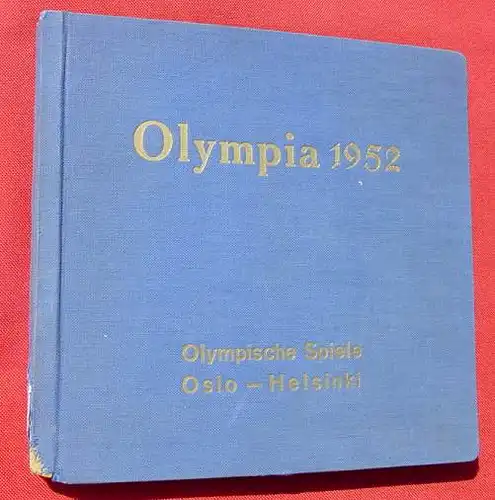 Olympia 1952
Olympische Spiele
Oslo – Helsinki